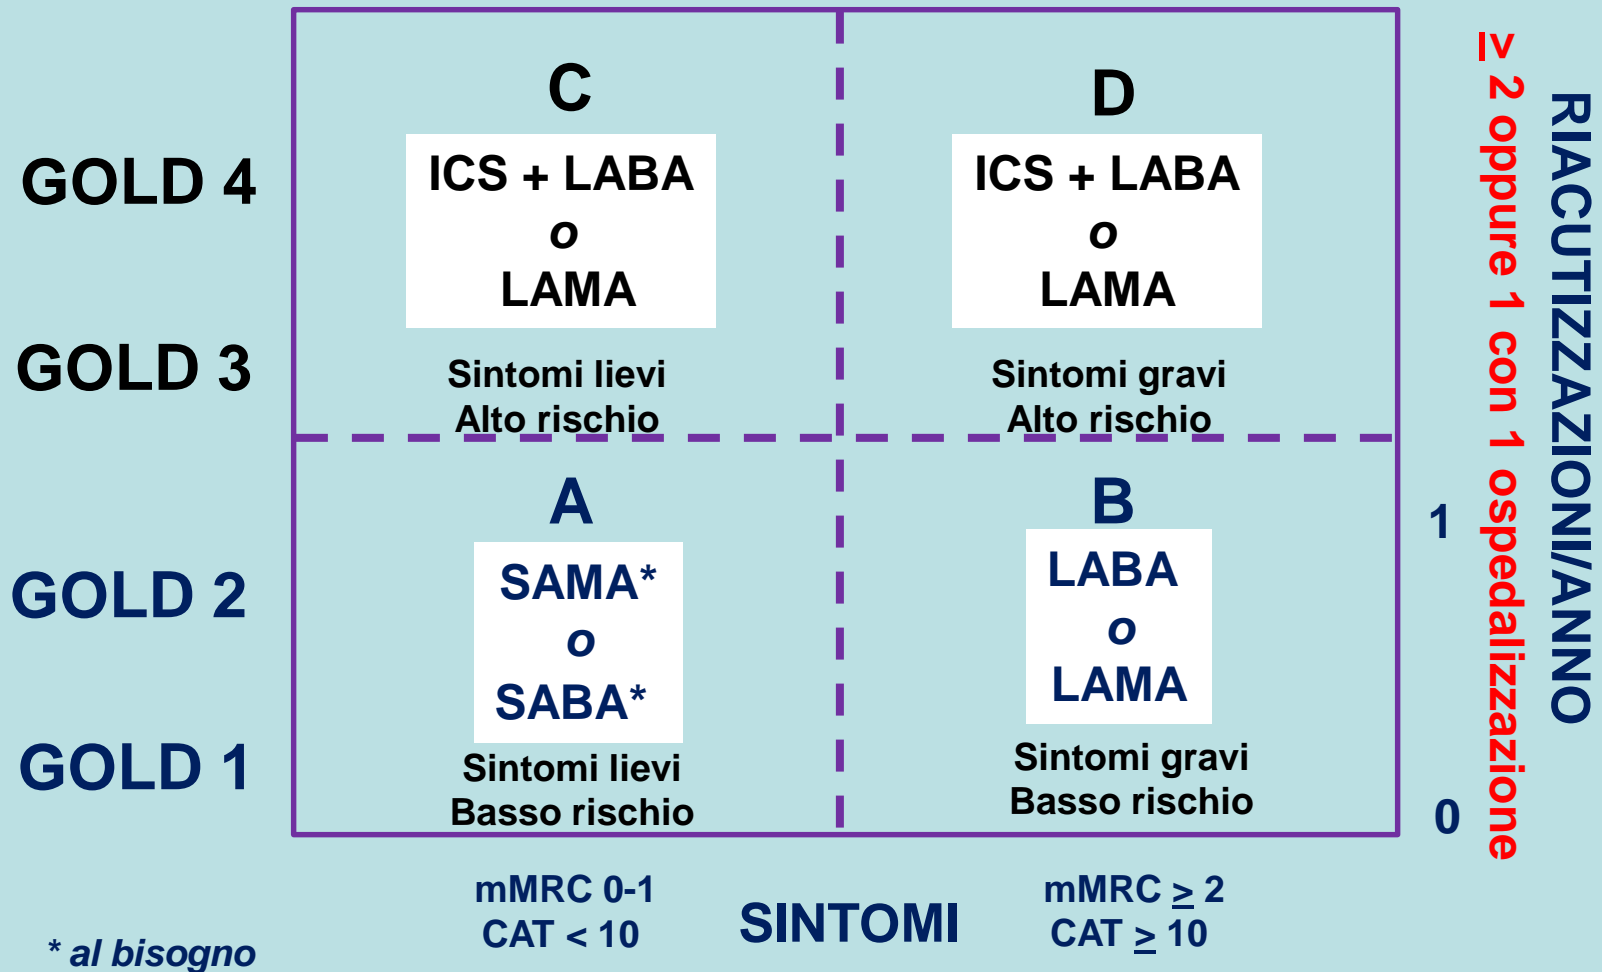 C
D
GOLD 4
ICS + LABA
o
LAMA
ICS + LABA
o
LAMA
GOLD 3
Sintomi lievi
Alto rischio
Sintomi gravi
Alto rischio
A
B
GOLD 2
SAMA*
o
SABA*
LABA
o
LAMA
GOLD 1
Sintomi lievi
Basso rischio
Sintomi gravi
Basso rischio
1
0
≥ 2 oppure 1 con 1 ospedalizzazione
RIACUTIZZAZIONI/ANNO
mMRC 0-1
CAT < 10
SINTOMI
mMRC ≥ 2
CAT ≥ 10
* al bisogno